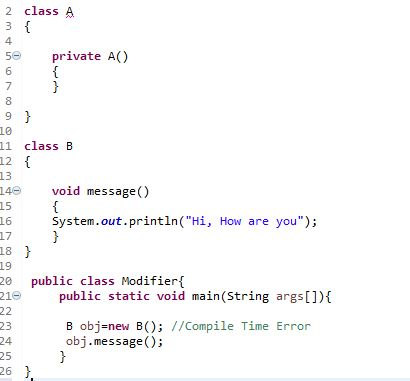 2 class A
3 {
4
5 private A()
6 {
7 }
8
9 }
10
11 class B
12 {
13
14 void message()
15 {
16 System.out.println("Hi, How are you");
17 }
18 }
19
20 public class Modifier{
21 public static void main(String args[]){
22
23 B obj=new B(); //Compile Time Error
24 obj.message();
25 }
26 }